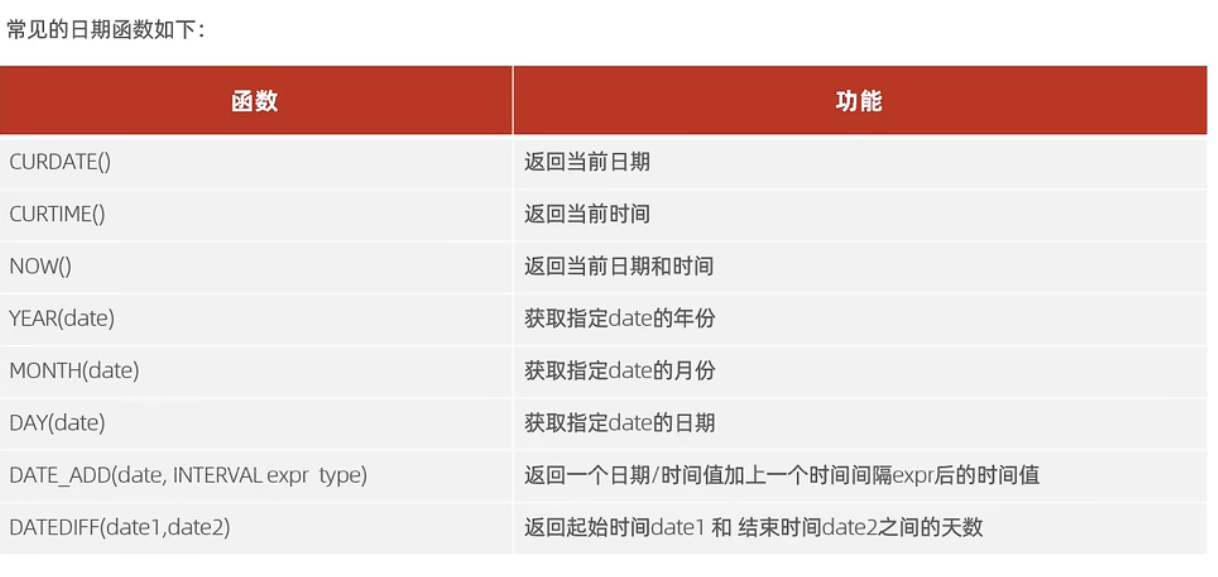 常见的日期函数如下：
函数 功能
CURDATE() 返回当前日期
CURTIME() 返回当前时间
NOW() 返回当前日期和时间
YEAR(date) 获取指定date的年份
MONTH(date) 获取指定date的月份
DAY(date) 获取指定date的日期
DATE_ADD(date, INTERVAL expr type) 返回一个日期/时间值加上一个时间间隔expr后的时间值
DATEDIFF(date1,date2) 返回起始时间date1 和 结束时间date2之间的天数